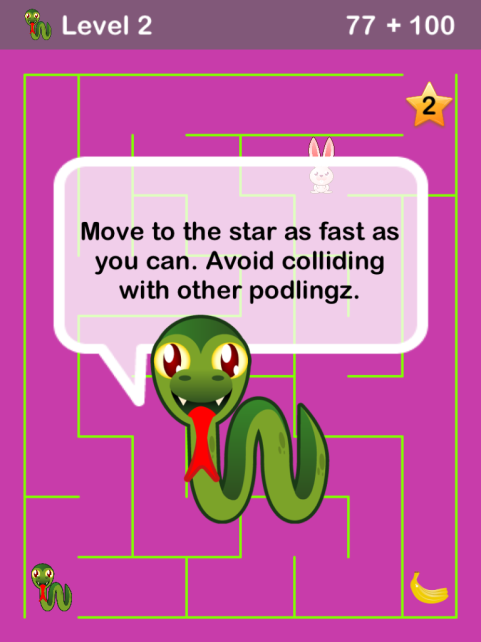 Level 2
77 + 100
2
Move to the star as fast as
you can. Avoid colliding
with other podlingz.